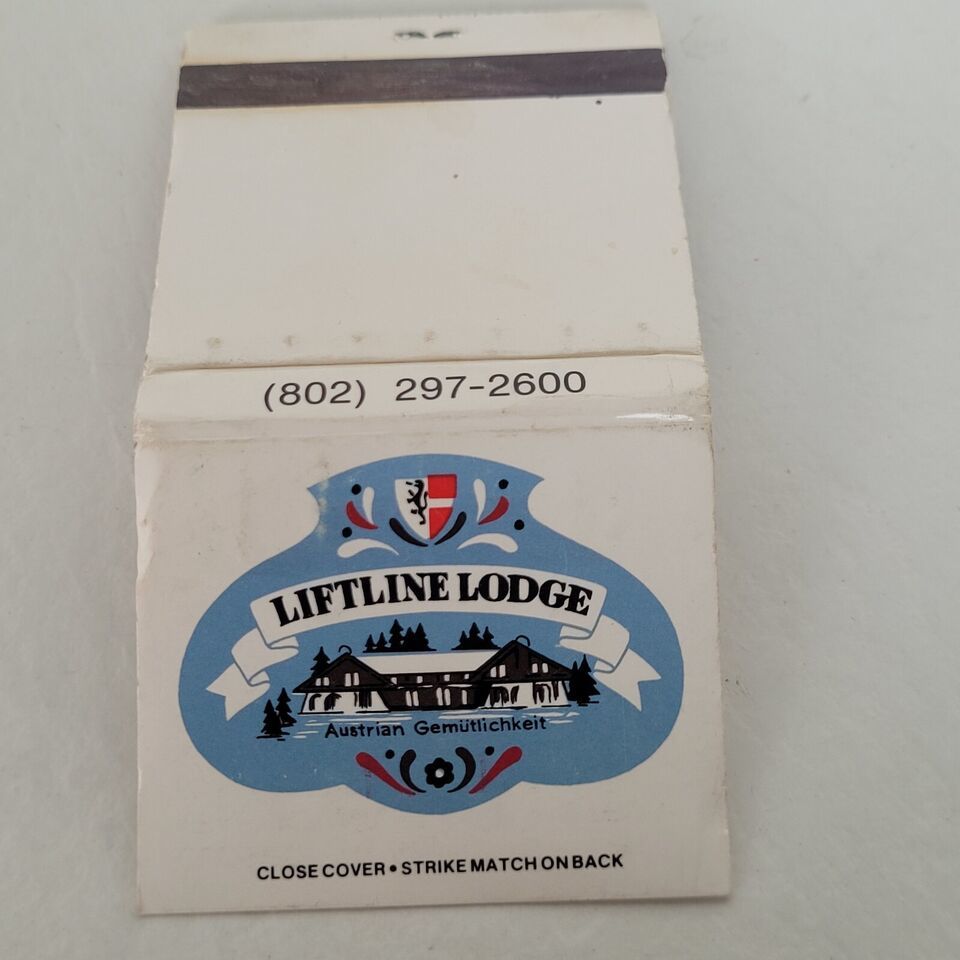 (802) 297-2600
LIFTLINE LODGE
Austrian Gemütlichkeit
CLOSE COVER • STRIKE MATCH ON BACK